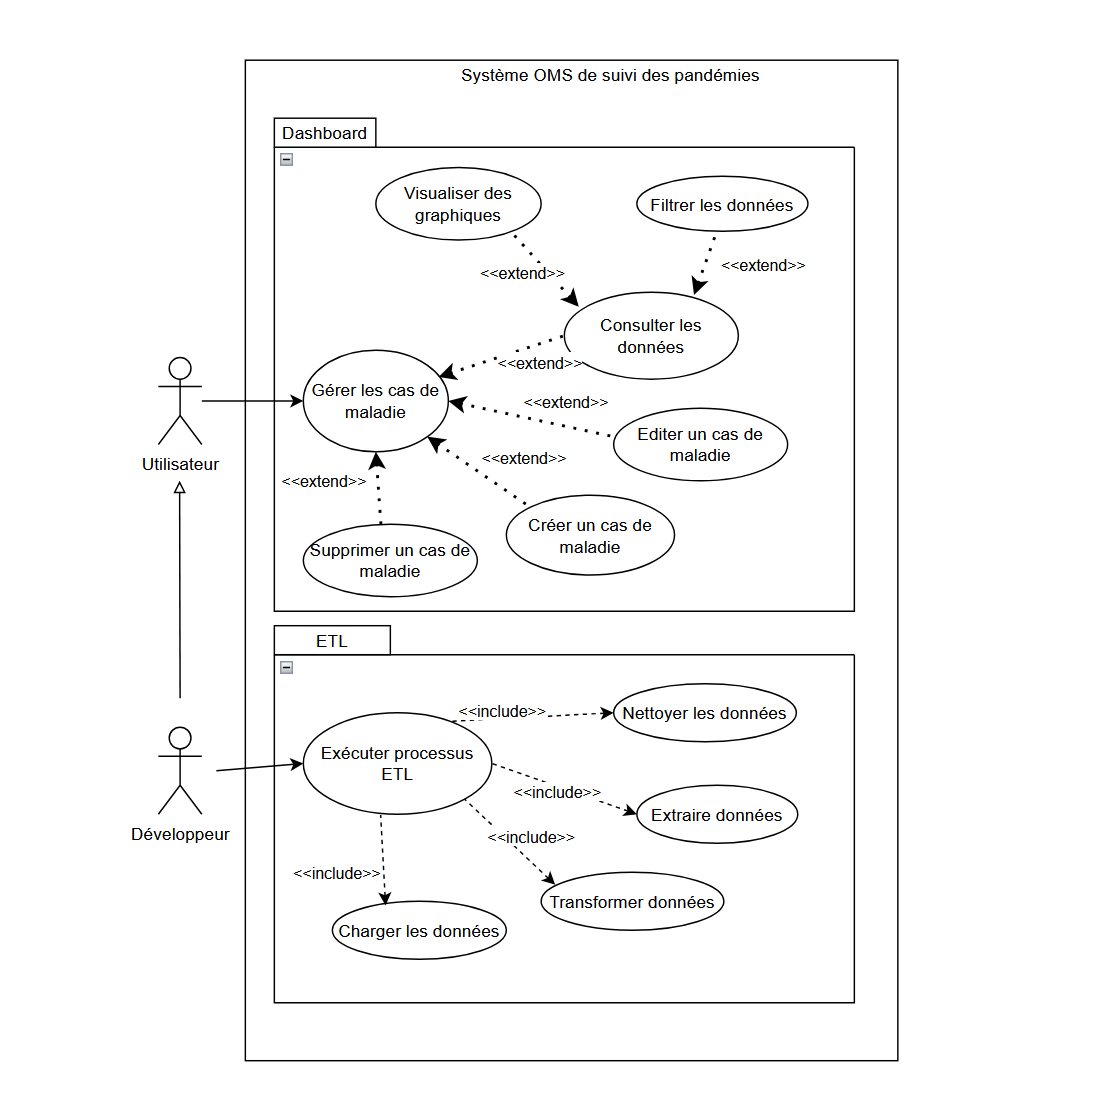 Système OMS de suivi des pandémies
Dashboard
Visualiser des
graphiques
Filtrer les données
<<extend>>
<<extend>>
Consulter les
données
<<extend>>
Gérer les cas de
maladie
<<extend>>
Editer un cas de
maladie
<<extend>>
Utilisateur
<<extend>>
Créer un cas de
maladie
Supprimer un cas de
maladie
ETL
<<include>>
Nettoyer les données
Exécuter processus
ETL
<<include>>
Extraire données
Développeur
<<include>>
<<include>>
Transformer données
Charger les données